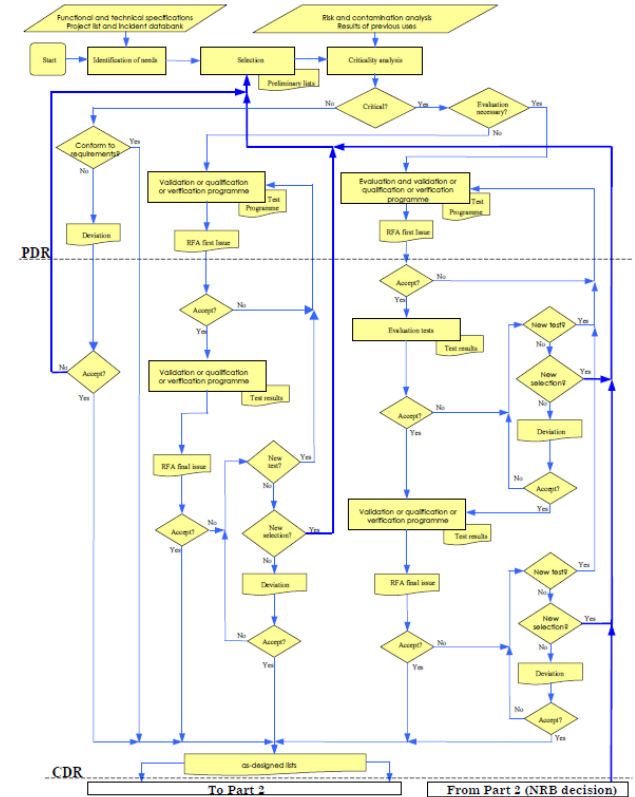 Functional and technical specifications
Project list and incident databank
Risk and contamination analysis
Results of previous uses
Start
Identification of needs
Selection
Criticality analysis
Preliminary lists
No
Critical?
Yes
Evaluation
necessary?
Yes
No
Conform to
requirements?
Yes
No
Validation or qualification
or verification programme
Test
Programme
Evaluation and validation or
qualification or verification
programme
Test
Programme
Deviation
RFA first Issue
RFA first Issue
PDR
Accept?
No
Yes
Accept?
No
Yes
Evaluation tests
Test results
New test?
Yes
No
No
Accept?
Yes
Validation or qualification
or verification programme
Test results
New
selection?
Yes
No
Accept?
No
Yes
Deviation
New
test?
Yes
No
RFA final issue
No
Accept?
Yes
Validation or qualification or
verification programme
Test results
Accept?
No
Yes
New
selection?
Yes
No
New test?
Yes
No
Deviation
RFA final issue
New
selection?
Yes
No
No
Accept?
Yes
Accept?
No
Yes
Deviation
No
Accept?
Yes
as-designed lists
CDR
To Part 2
From Part 2 (NRB decision)